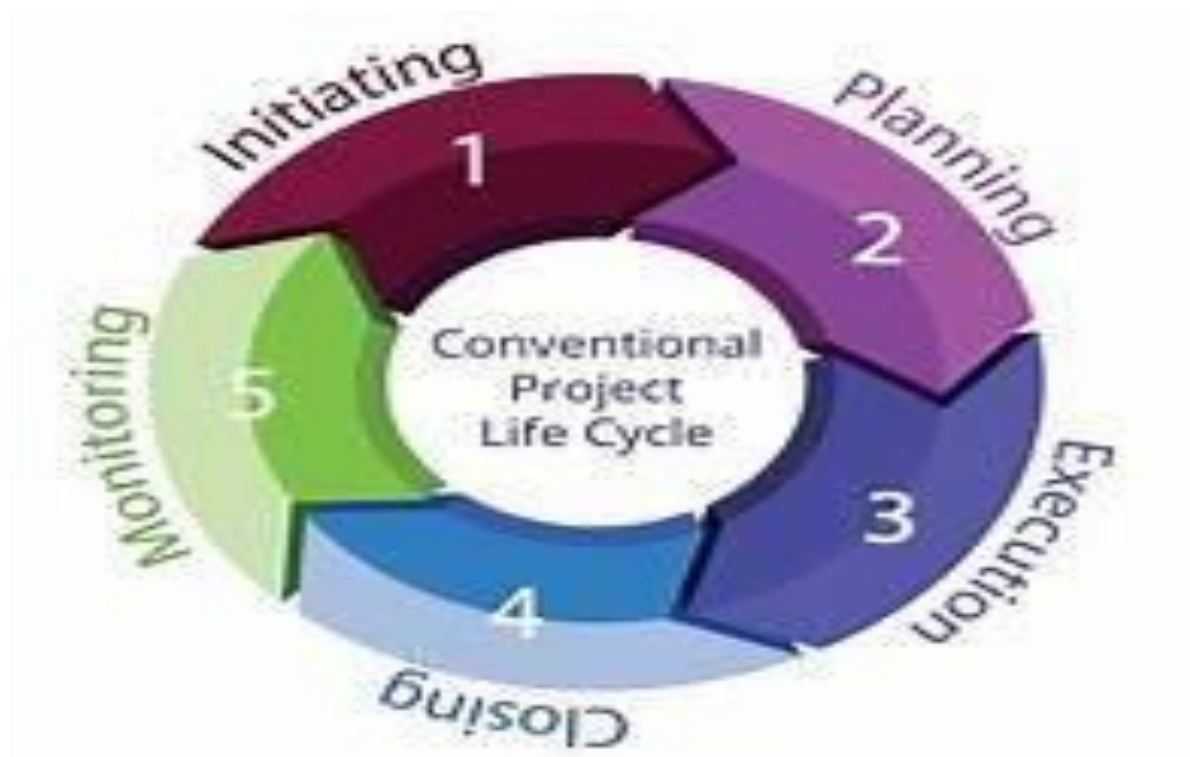 Initiating
1
Planning
2
Execution
3
Closing
4
Monitoring
5
Conventional
Project
Life Cycle